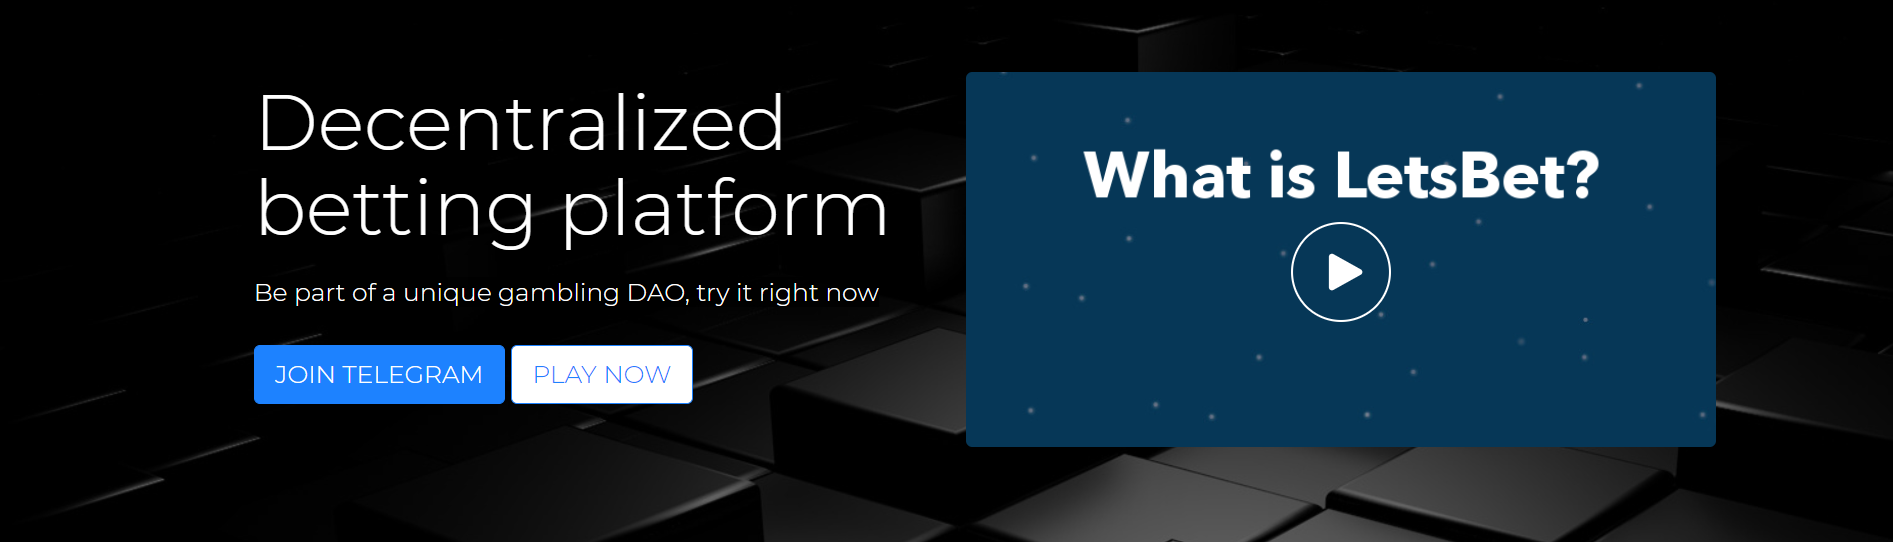 Decentralized
betting platform
Be part of a unique gambling DAO, try it right now
JOIN TELEGRAM
PLAY NOW
What is LetsBet?